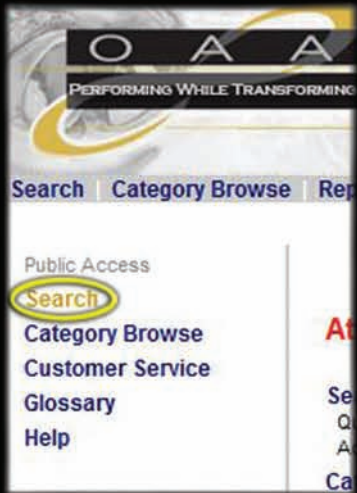 O A A
PERFORMING WHILE TRANSFORMING
Search | Category Browse | Rep
Public Access
Search
Category Browse
Customer Service
Glossary
Help
At
Se
Q
A
Ca